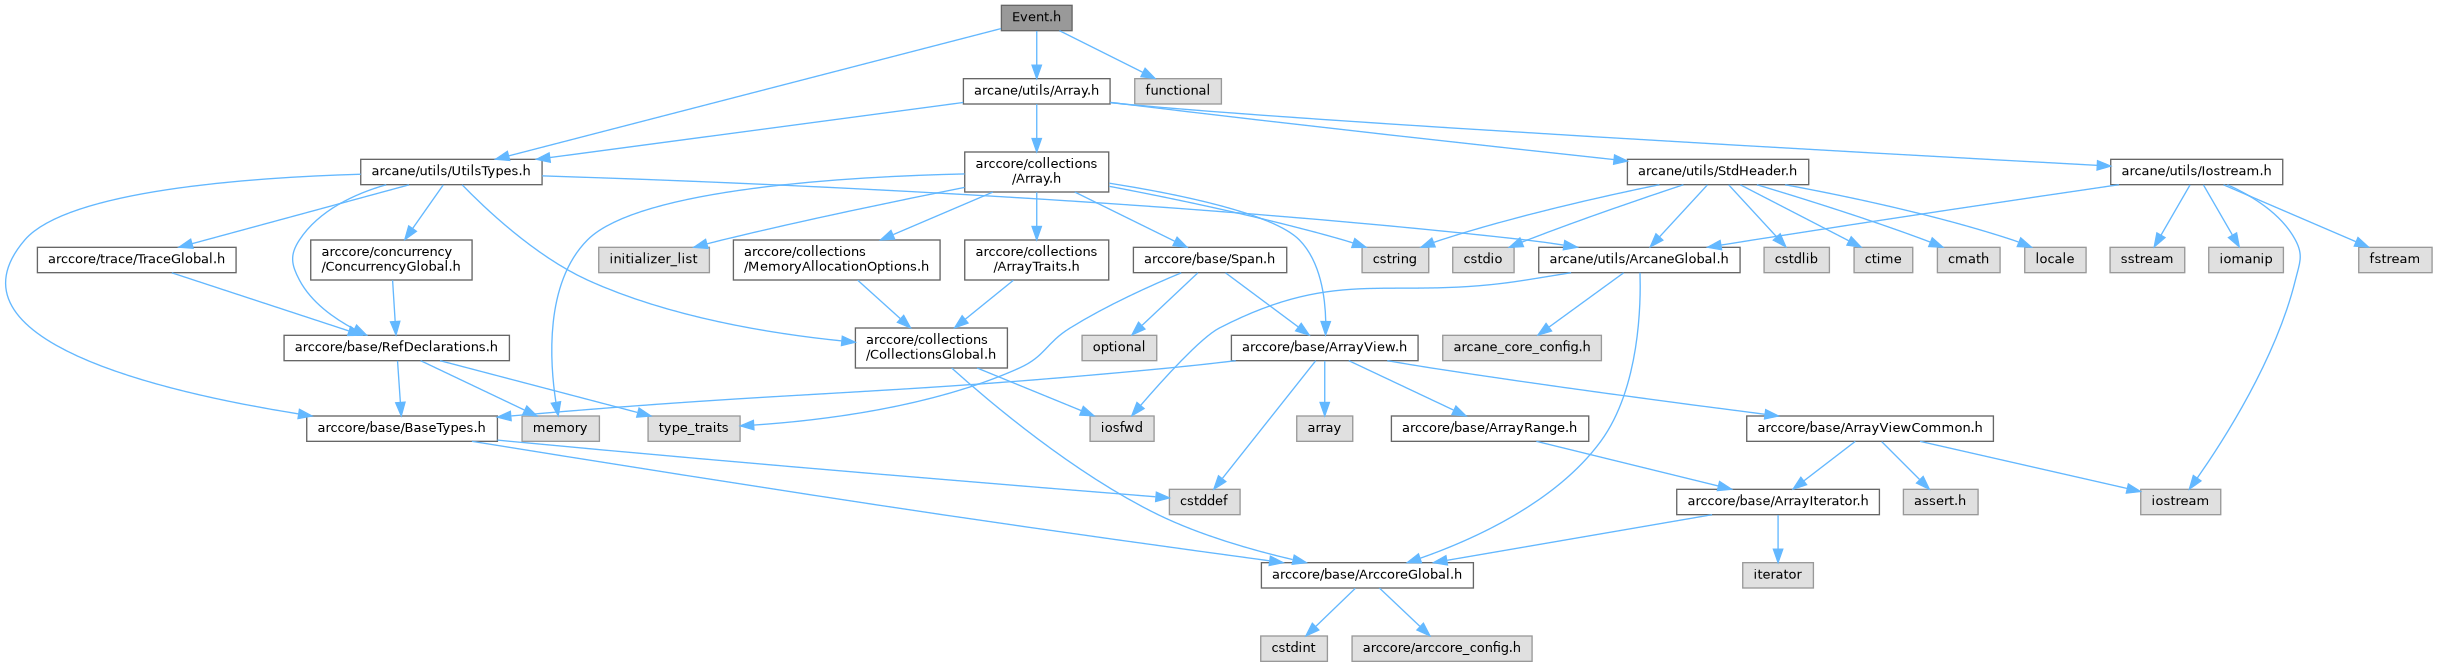 Event.h
arcane/utils/Array.h
functional
arcane/utils/UtilsTypes.h
arccore/collections
/Array.h
arcane/utils/StdHeader.h
arcane/utils/Iostream.h
arccore/trace/TraceGlobal.h
arccore/concurrency
/ConcurrencyGlobal.h
initializer_list
arccore/collections
/MemoryAllocationOptions.h
arccore/collections
/ArrayTraits.h
arccore/base/Span.h
cstring
cstdio
arcane/utils/ArcaneGlobal.h
cstdlib
ctime
cmath
locale
sstream
iomanip
fstream
arccore/base/RefDeclarations.h
arccore/collections
/CollectionsGlobal.h
optional
arccore/base/ArrayView.h
arcane_core_config.h
arccore/base/BaseTypes.h
memory
type_traits
iosfwd
array
arccore/base/ArrayRange.h
arccore/base/ArrayViewCommon.h
cstddef
arccore/base/ArrayIterator.h
assert.h
iostream
arccore/base/ArccoreGlobal.h
iterator
cstdint
arccore/arccore_config.h